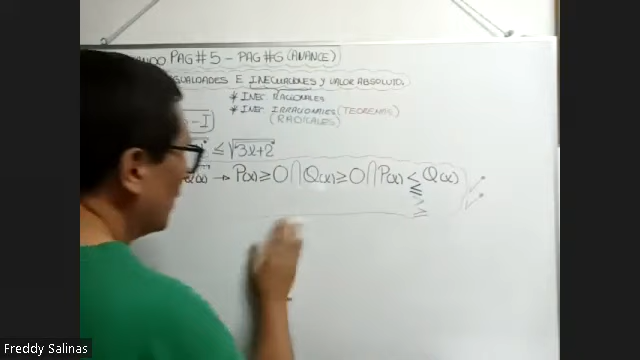 PAG#5 - PAG#6 (AVANCE)
E INECUACIONES Y VALOR ABSOLUTO.
# INEC. RACIONALES
# INEC. IRRACIONALES (TEOREMAS)
(RADICALES)
- I
≤ √3x+2
Q(x) → P(x) ≥ 0 ∩ Q(x) ≥ 0 ∩ P(x) < Q(x)
≤
>
≥
Freddy Salinas